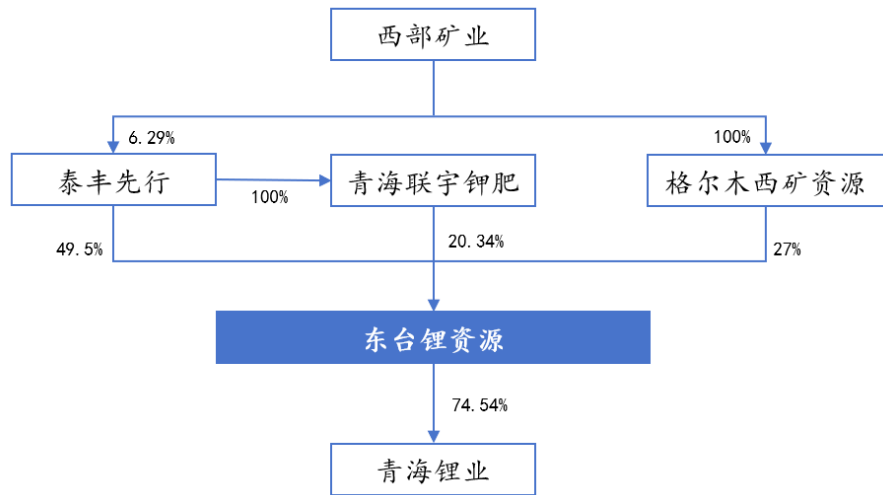 西部矿业
6.29%
100%
泰丰先行
100%
青海联宇钾肥
格尔木西矿资源
49.5%
20.34%
27%
东台锂资源
74.54%
青海锂业